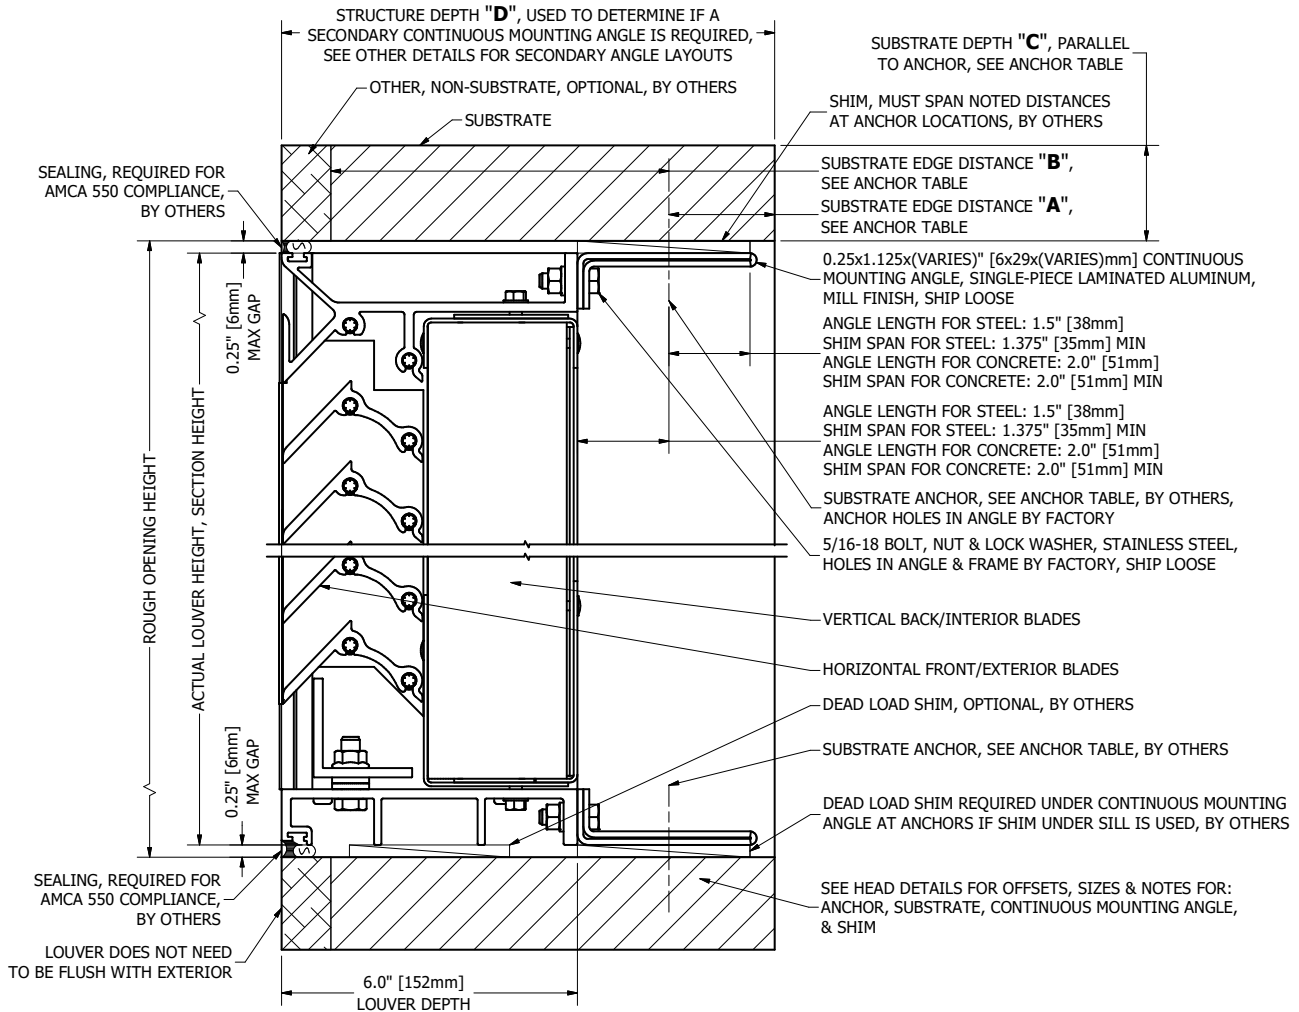 STRUCTURE DEPTH "D", USED TO DETERMINE IF A
SECONDARY CONTINUOUS MOUNTING ANGLE IS REQUIRED,
SEE OTHER DETAILS FOR SECONDARY ANGLE LAYOUTS
OTHER, NON-SUBSTRATE, OPTIONAL, BY OTHERS
SUBSTRATE
SUBSTRATE DEPTH "C", PARALLEL
TO ANCHOR, SEE ANCHOR TABLE
SHIM, MUST SPAN NOTED DISTANCES
AT ANCHOR LOCATIONS, BY OTHERS
SEALING, REQUIRED FOR
AMCA 550 COMPLIANCE,
BY OTHERS
SUBSTRATE EDGE DISTANCE "B",
SEE ANCHOR TABLE
SUBSTRATE EDGE DISTANCE "A",
SEE ANCHOR TABLE
0.25x1.125x(VARIES)" [6x29x(VARIES)mm] CONTINUOUS
MOUNTING ANGLE, SINGLE-PIECE LAMINATED ALUMINUM,
MILL FINISH, SHIP LOOSE
ANGLE LENGTH FOR STEEL: 1.5" [38mm]
SHIM SPAN FOR STEEL: 1.375" [35mm] MIN
ANGLE LENGTH FOR CONCRETE: 2.0" [51mm]
SHIM SPAN FOR CONCRETE: 2.0" [51mm] MIN
ANGLE LENGTH FOR STEEL: 1.5" [38mm]
SHIM SPAN FOR STEEL: 1.375" [35mm] MIN
ANGLE LENGTH FOR CONCRETE: 2.0" [51mm]
SHIM SPAN FOR CONCRETE: 2.0" [51mm] MIN
SUBSTRATE ANCHOR, SEE ANCHOR TABLE, BY OTHERS,
ANCHOR HOLES IN ANGLE BY FACTORY
5/16-18 BOLT, NUT & LOCK WASHER, STAINLESS STEEL,
HOLES IN ANGLE & FRAME BY FACTORY, SHIP LOOSE
VERTICAL BACK/INTERIOR BLADES
HORIZONTAL FRONT/EXTERIOR BLADES
DEAD LOAD SHIM, OPTIONAL, BY OTHERS
SUBSTRATE ANCHOR, SEE ANCHOR TABLE, BY OTHERS
DEAD LOAD SHIM REQUIRED UNDER CONTINUOUS MOUNTING
ANGLE AT ANCHORS IF SHIM UNDER SILL IS USED, BY OTHERS
SEE HEAD DETAILS FOR OFFSETS, SIZES & NOTES FOR:
ANCHOR, SUBSTRATE, CONTINUOUS MOUNTING ANGLE,
& SHIM
ROUGH OPENING HEIGHT
ACTUAL LOUVER HEIGHT, SECTION HEIGHT
0.25" [6mm]
MAX GAP
0.25" [6mm]
MAX GAP
SEALING, REQUIRED FOR
AMCA 550 COMPLIANCE,
BY OTHERS
LOUVER DOES NOT NEED
TO BE FLUSH WITH EXTERIOR
6.0" [152mm]
LOUVER DEPTH